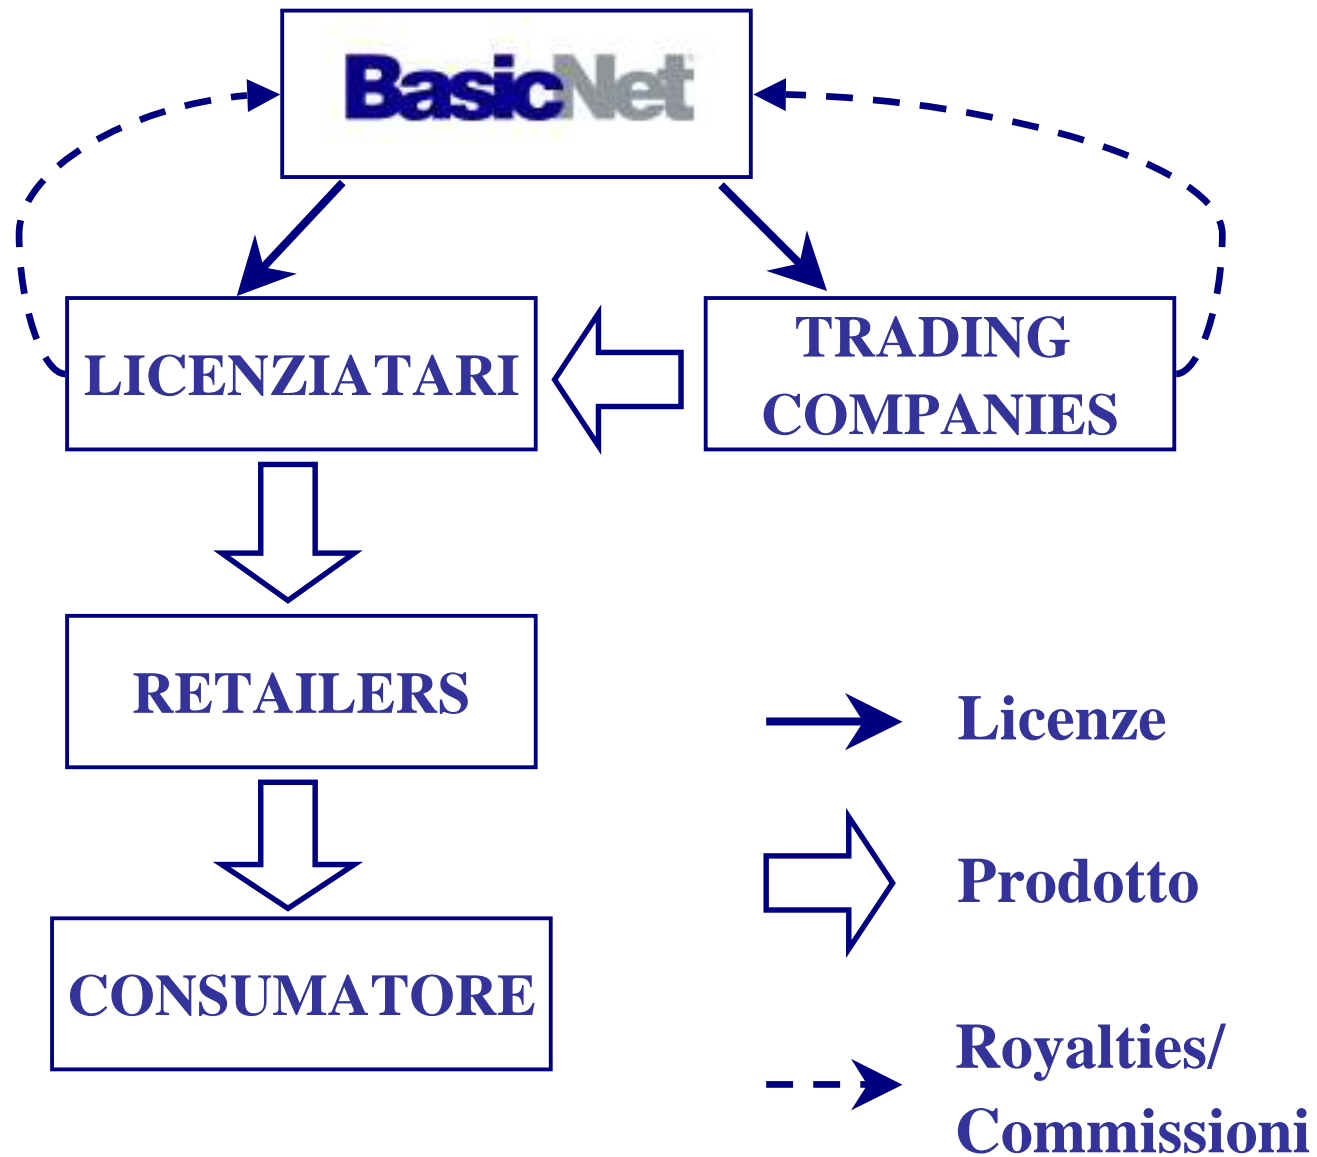 BasicNet
LICENZIATARI
TRADING
COMPANIES
RETAILERS
CONSUMATORE
Licenze
Prodotto
Royalties/
Commissioni